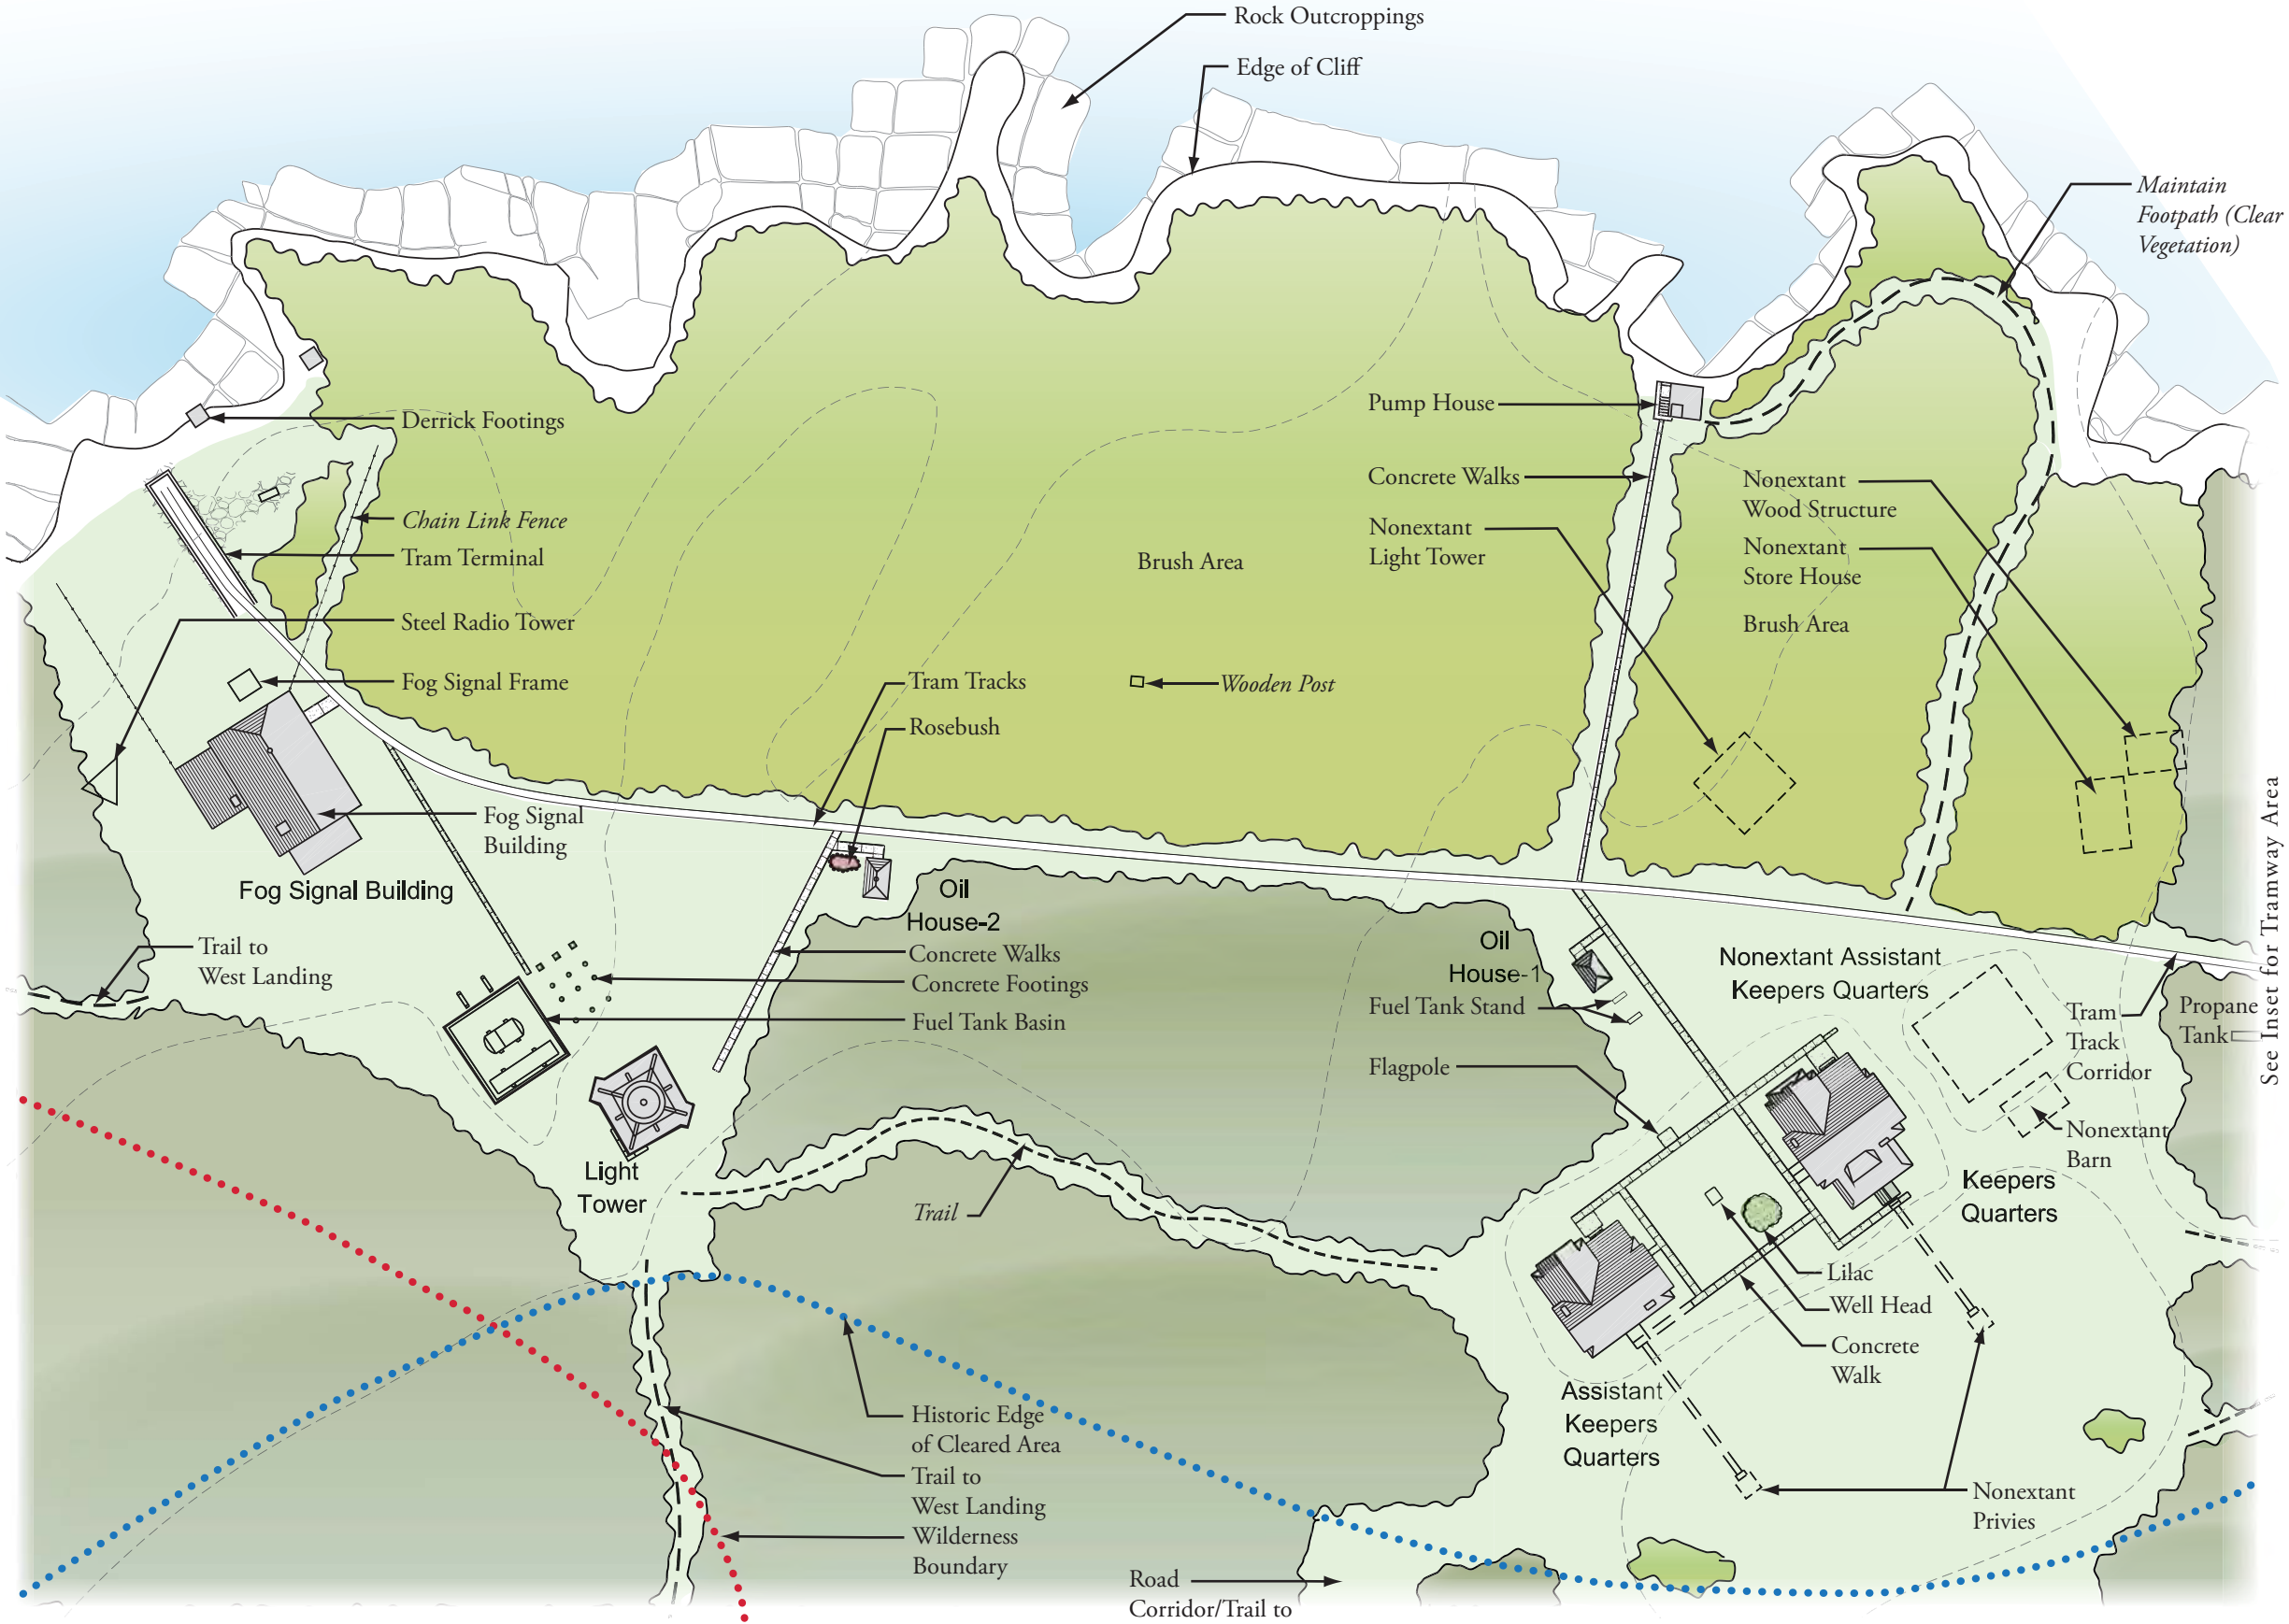 Rock Outcroppings
Edge of Cliff
Maintain
Footpath (Clear
Vegetation)
Derrick Footings
Chain Link Fence
Tram Terminal
Steel Radio Tower
Fog Signal Frame
Pump House
Concrete Walks
Nonextant
Light Tower
Nonextant
Wood Structure
Nonextant
Store House
Brush Area
Brush Area
Tram Tracks
Wooden Post
Rosebush
Fog Signal
Building
Fog Signal Building
Oil
House-2
Trail to
West Landing
Concrete Walks
Concrete Footings
Fuel Tank Basin
Oil
House-1
Fuel Tank Stand
Flagpole
Nonextant Assistant
Keepers Quarters
Tram
Track
Corridor
Propane
Tank
See Inset for Tramway Area
Nonextant
Barn
Light
Tower
Trail
Keepers
Quarters
Lilac
Well Head
Concrete
Walk
Assistant
Keepers
Quarters
Historic Edge
of Cleared Area
Trail to
West Landing
Wilderness
Boundary
Nonextant
Privies
Road
Corridor/Trail to